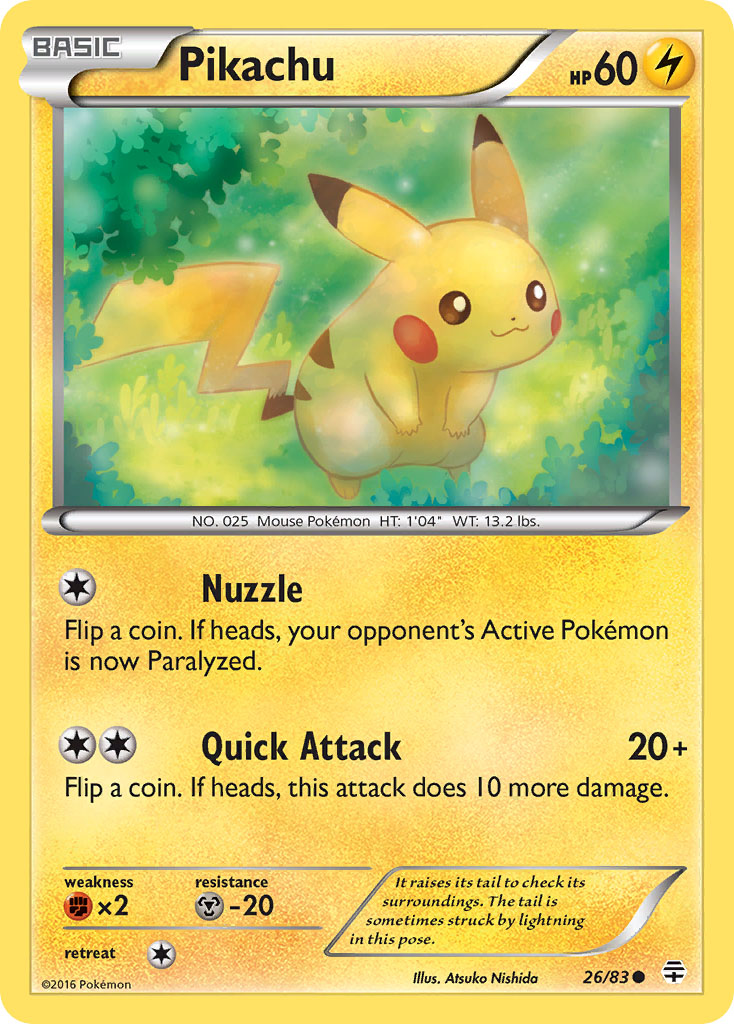 BASIC
Pikachu
HP60
NO. 025 Mouse Pokémon HT: 1'04" WT: 13.2 lbs.
Nuzzle
Flip a coin. If heads, your opponent's Active Pokémon
is now Paralyzed.
Quick Attack 20+
Flip a coin. If heads, this attack does 10 more damage.
weakness
×2
resistance
-20
retreat
It raises its tail to check its
surroundings. The tail is
sometimes struck by lightning
in this pose.
©2016 Pokémon
Illus. Atsuko Nishida
26/83